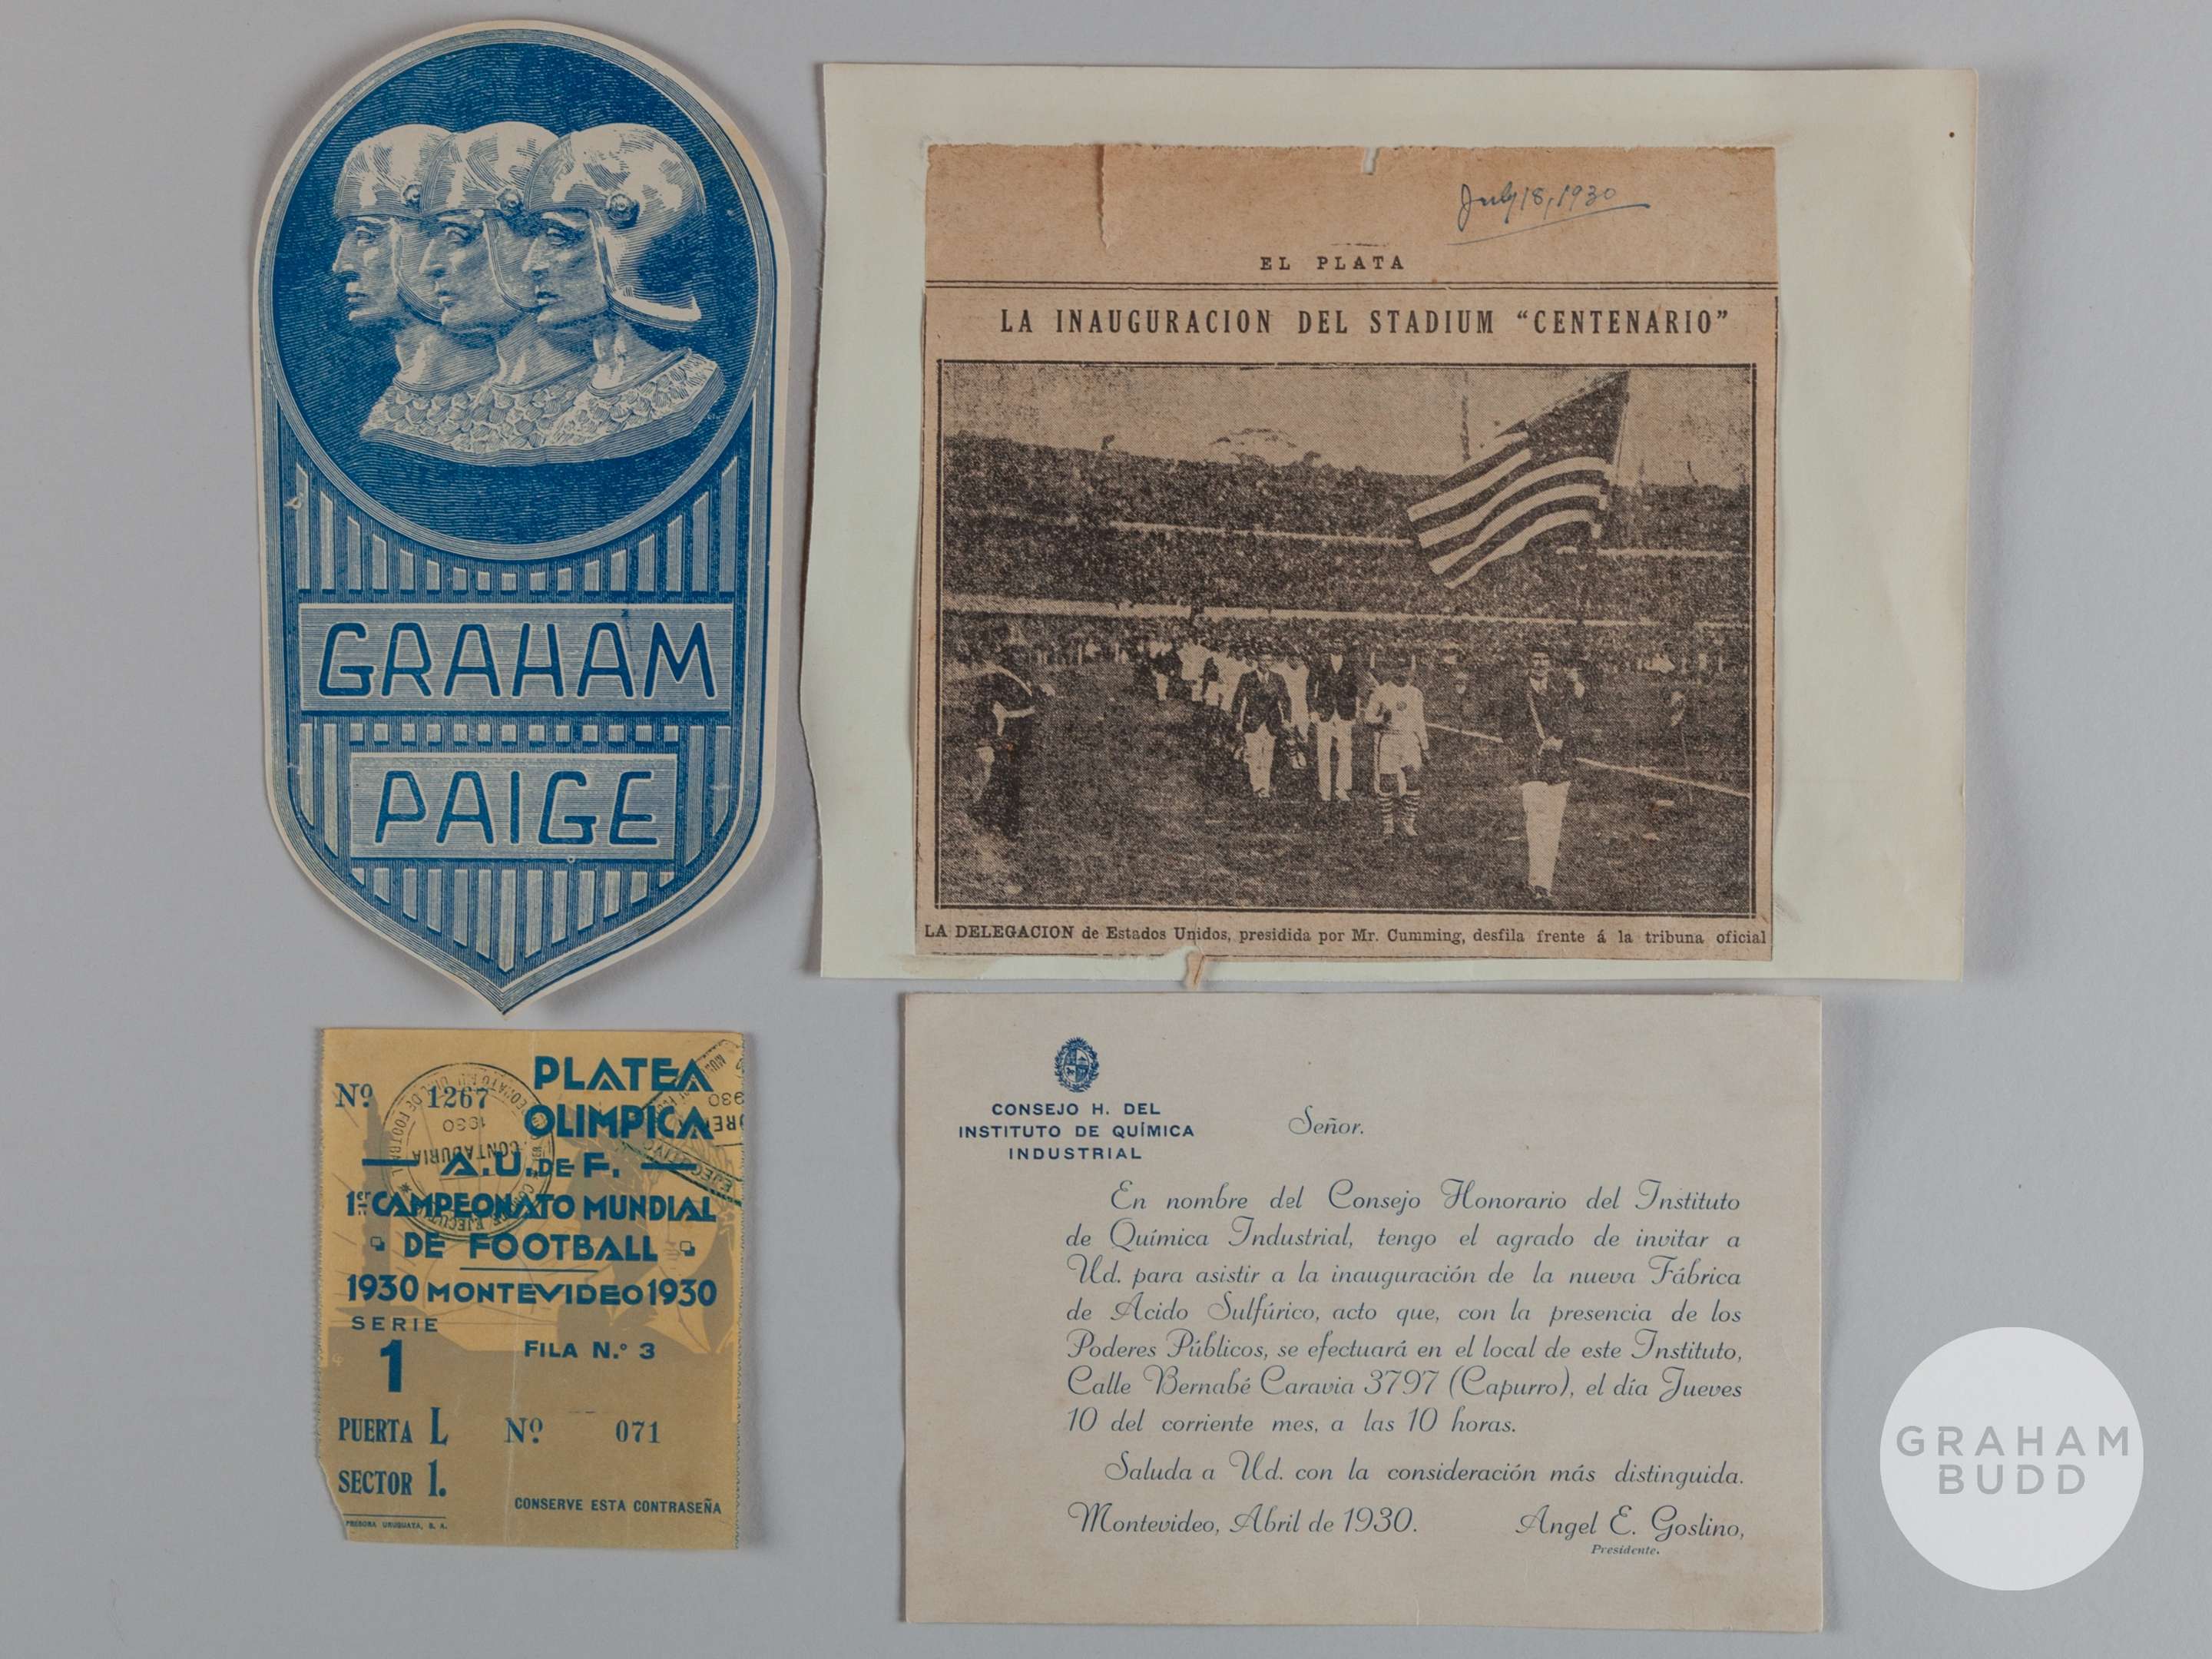 GRAHAM
PAIGE
July 18, 1930
EL PLATA
LA INAUGURACION DEL STADIUM “CENTENARIO”
LA DELEGACION de Estados Unidos, presidida por Mr. Cumming, desfila frente á la tribuna oficial
Nº 1267
PLATEA
OLIMPICA
A.U. DE F.
1er CAMPEONATO MUNDIAL
DE FOOTBALL
1930 MONTEVIDEO 1930
SERIE
1
FILA N.º 3
PUERTA L
Nº 071
SECTOR 1.
CONSERVE ESTA CONTRASEÑA
URUGUAYA, S. A.
1930
CONTADURIA
CONSEJO H. DEL
INSTITUTO DE QUÍMICA
INDUSTRIAL
Señor.
En nombre del Consejo Honorario del Instituto
de Química Industrial, tengo el agrado de invitar a
Ud. para asistir a la inauguración de la nueva Fábrica
de Acido Sulfúrico, acto que, con la presencia de los
Poderes Públicos, se efectuará en el local de este Instituto,
Calle Bernabé Caravia 3797 (Capurro), el día Jueves
10 del corriente mes, a las 10 horas.
Saluda a Ud. con la consideración más distinguida.
Montevideo, Abril de 1930.
Angel E. Goslino,
Presidente.
GRAHAM
BUDD